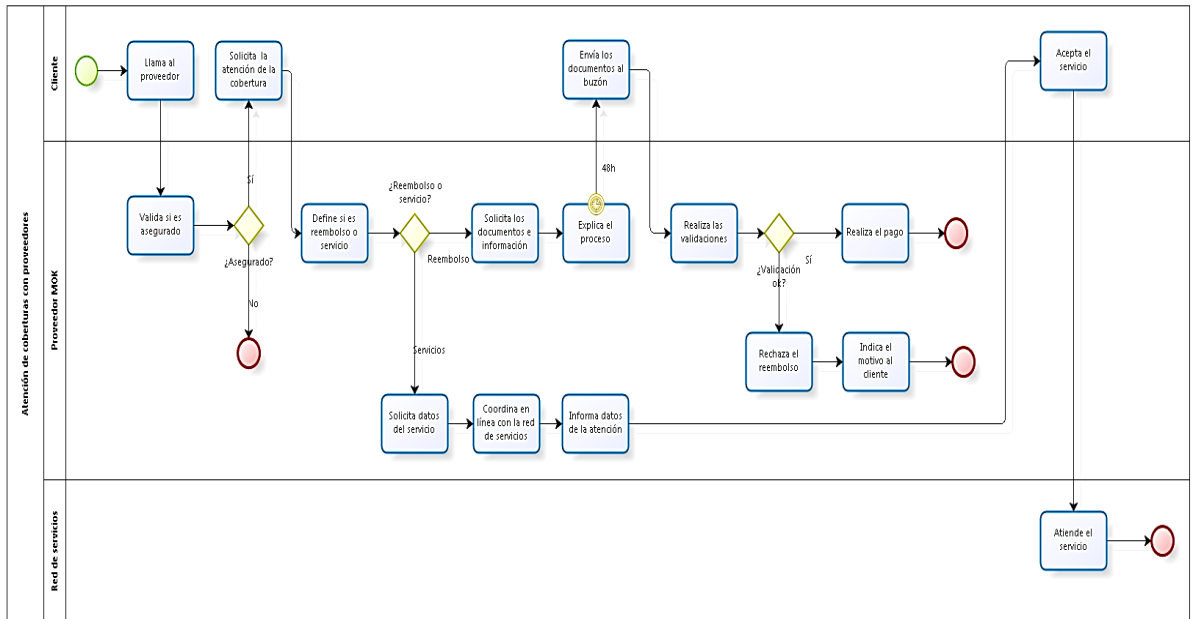 Atención de coberturas con proveedores
Cliente
Llama al
proveedor
Solicita la
atención de la
cobertura
Envía los
documentos al
buzón
Acepta el
servicio
Proveedor MOK
Valida si es
asegurado
Sí
¿Asegurado?
No
Define si es
reembolso o
servicio
¿Reembolso o
servicio?
Reembolso
Servicios
Solicita los
documentos e
información
Explica el
proceso
48h
Realiza las
validaciones
¿Validación
ok?
Sí
Realiza el pago
Rechaza el
reembolso
Indica el
motivo al
cliente
Solicita datos
del servicio
Coordina en
línea con la red
de servicios
Informa datos
de la atención
Red de servicios
Atiende el
servicio